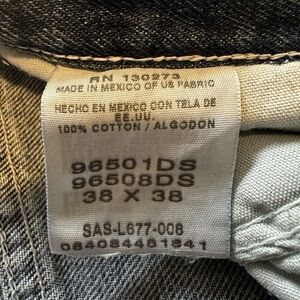 RN 130273
MADE IN MEXICO OF US FABRIC
HECHO EN MEXICO CON TELA DE
EE.UU.
100% COTTON / ALGODON
96501DS
96508DS
38 X 38
SAS-L677-008
084084481841